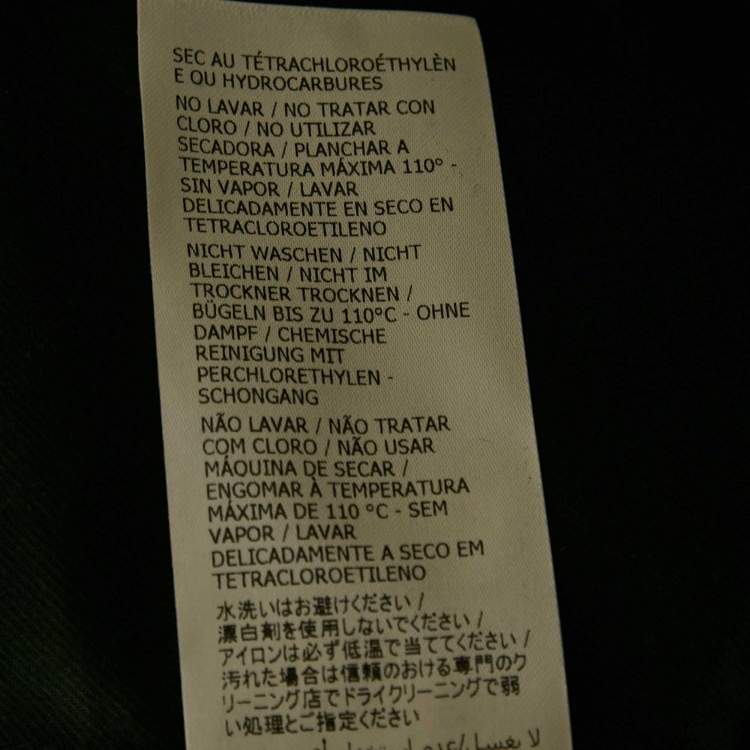 SEC AU TÉTRACHLOROÉTHYLÈN
E OU HYDROCARBURES
NO LAVAR / NO TRATAR CON
CLORO / NO UTILIZAR
SECADORA / PLANCHAR A
TEMPERATURA MÁXIMA 110° -
SIN VAPOR / LAVAR
DELICADAMENTE EN SECO EN
TETRACLOROETILENO
NICHT WASCHEN / NICHT
BLEICHEN / NICHT IM
TROCKNER TROCKNEN /
BÜGELN BIS ZU 110°C - OHNE
DAMPF / CHEMISCHE
REINIGUNG MIT
PERCHLORETHYLEN -
SCHONGANG
NÃO LAVAR / NÃO TRATAR
COM CLORO / NÃO USAR
MÁQUINA DE SECAR /
ENGOMAR À TEMPERATURA
MÁXIMA DE 110 °C - SEM
VAPOR / LAVAR
DELICADAMENTE A SECO EM
TETRACLOROETILENO
水洗いはお避けください /
漂白剤を使用しないでください /
アイロンは必ず低温で当ててください /
汚れた場合は信頼のおける専門のク
リーニング店でドライクリーニングで弱
い処理とご指定ください
لا يغسل /